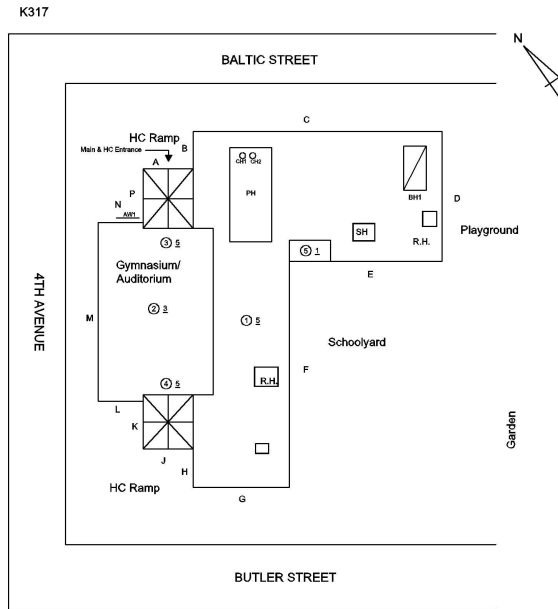 K317
N
BALTIC STREET
C
HC Ramp
Main & HC Entrance
B
A
CH1 CH2
P
PH
BH1
D
N
AW1
SH
R.H.
Playground
3 5
5 1
Gymnasium/
Auditorium
E
4TH AVENUE
M
2 3
1 5
Schoolyard
F
R.H.
4 5
L
K
Garden
J
H
HC Ramp
G
BUTLER STREET